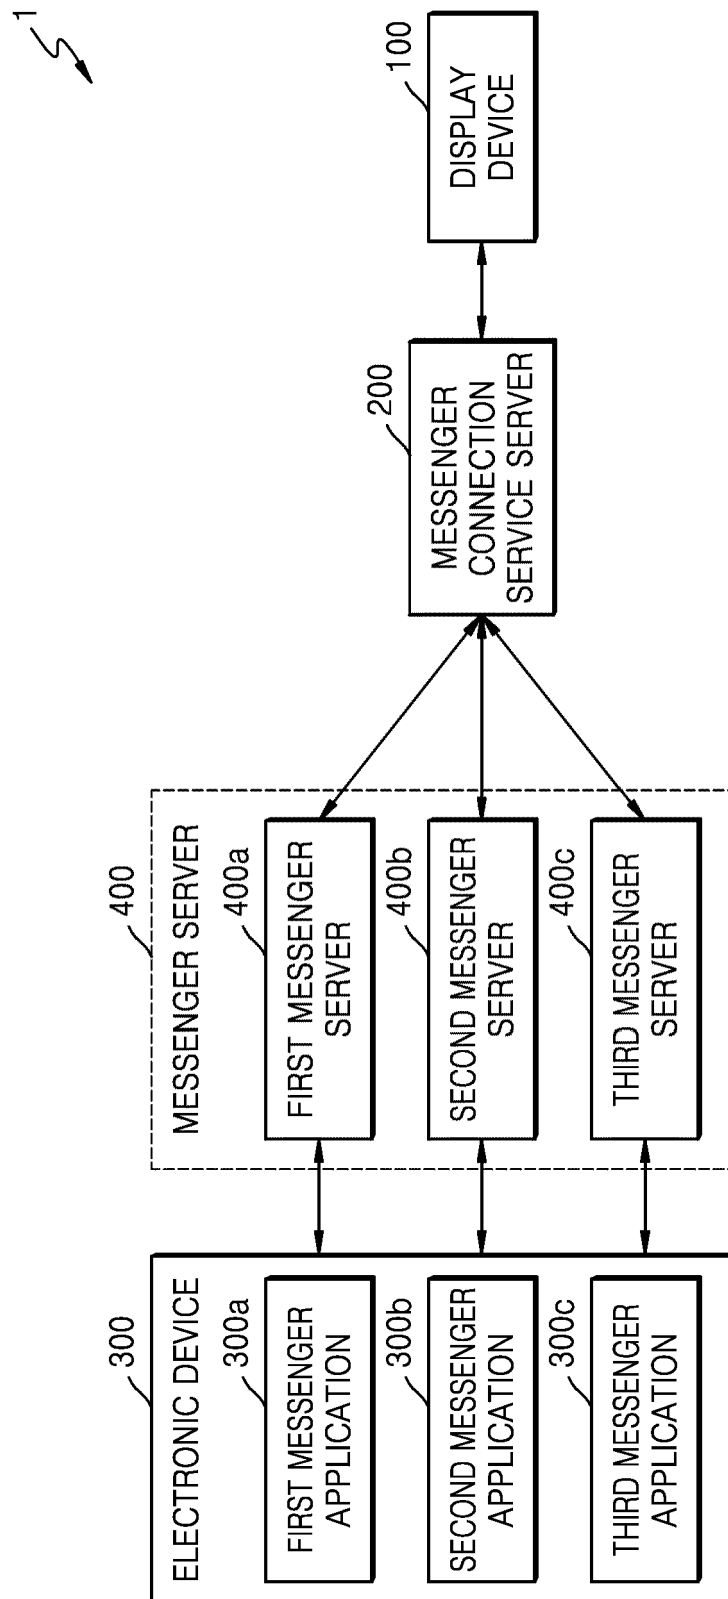 1
300
ELECTRONIC DEVICE
300a
FIRST MESSENGER
APPLICATION
300b
SECOND MESSENGER
APPLICATION
300c
THIRD MESSENGER
APPLICATION
400
MESSENGER SERVER
400a
FIRST MESSENGER
SERVER
400b
SECOND MESSENGER
SERVER
400c
THIRD MESSENGER
SERVER
200
MESSENGER
CONNECTION
SERVICE SERVER
100
DISPLAY
DEVICE